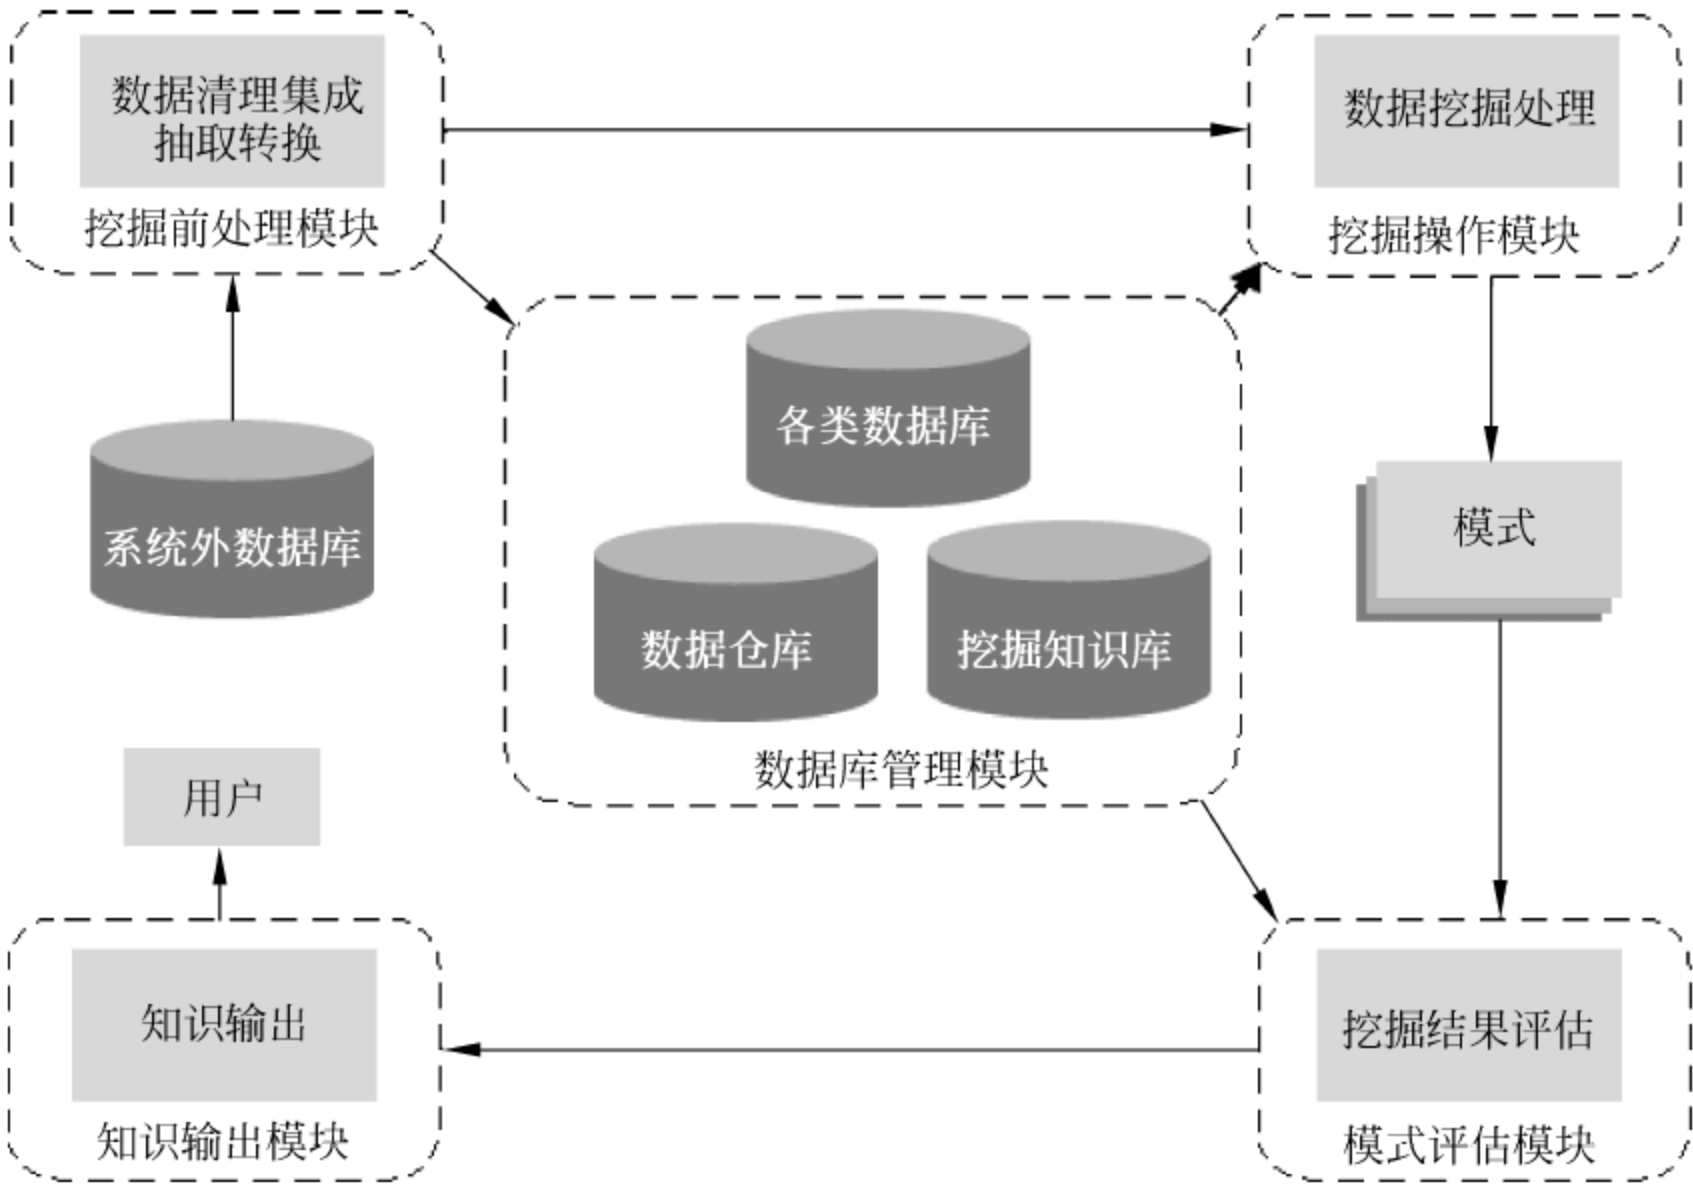 数据清理集成
抽取转换
挖掘前处理模块
数据挖掘处理
挖掘操作模块
各类数据库
系统外数据库
模式
数据仓库
挖掘知识库
数据库管理模块
用户
知识输出
知识输出模块
挖掘结果评估
模式评估模块